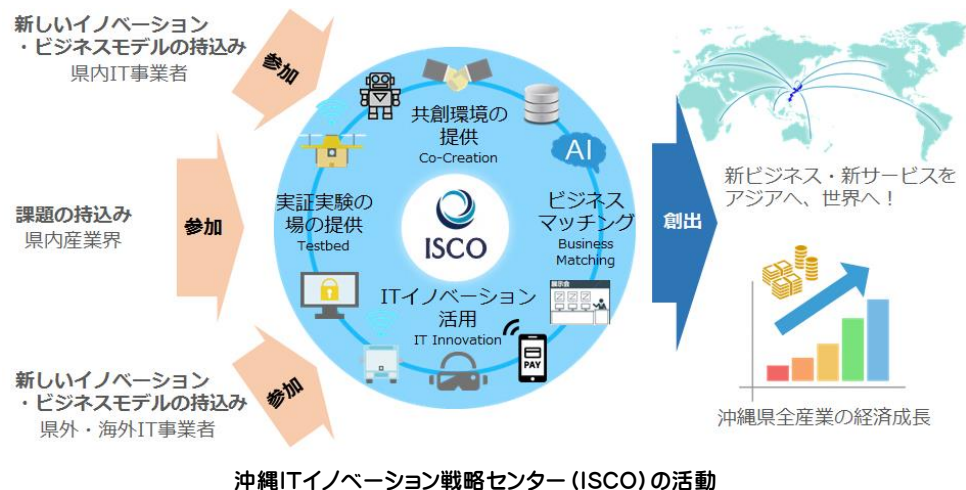 新しいイノベーション
・ビジネスモデルの持込み
県内IT事業者
参加
課題の持込み
県内産業界
参加
新しいイノベーション
・ビジネスモデルの持込み
県外・海外IT事業者
参加
共創環境の
提供
Co-Creation
AI
実証実験の
場の提供
Testbed
ISCO
ビジネス
マッチング
Business
Matching
展示会
ITイノベーション
活用
IT Innovation
PAY
創出
新ビジネス・新サービスを
アジアへ、世界へ！
沖縄県全産業の経済成長
沖縄ITイノベーション戦略センター（ISCO）の活動